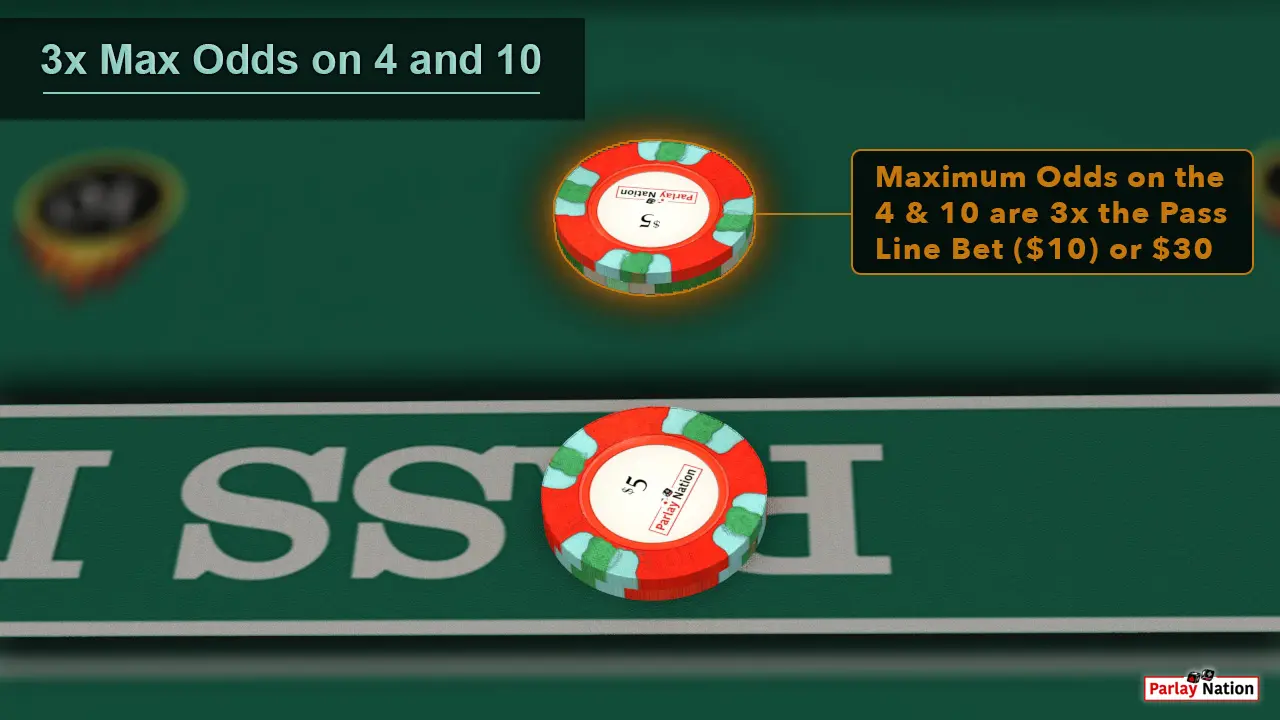 3x Max Odds on 4 and 10
Maximum Odds on the
4 & 10 are 3x the Pass
Line Bet ($10) or $30
$5
Parlay Nation
$5
Parlay Nation
SS
Parlay Nation